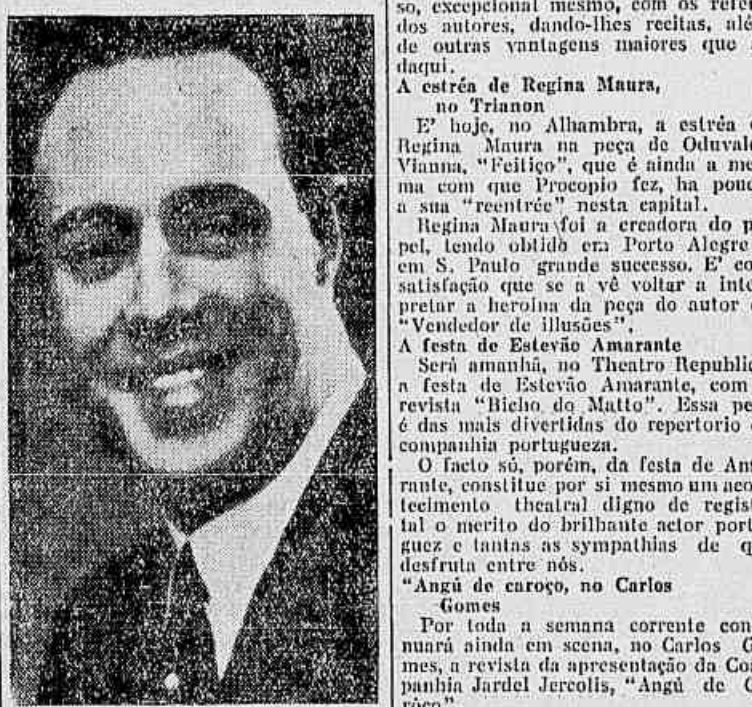 so, excepcional mesmo, com os refer
dos autores, dando-lhes recitas, alé
de outras vantagens maiores que
daqui.
A estréa de Regina Maura,
no Trianon
E' hoje, no Alhambra, a estréa
Regina Maura na peça de Oduval
Vianna, "Feitiço", que é ainda a me
ma com que Procopio fez, ha pou
a sua "reentrée" nesta capital.
Regina Maura foi a creadora do p
pel, tendo obtido em Porto Alegre
em S. Paulo grande successo. E' co
satisfação que se a vê voltar a inte
pretar a heroina da peça do autor
"Vendedor de illusões".
A festa de Estevão Amarante
Será amanhã, no Theatro Republic
a festa de Estevão Amarante, com
revista "Bicho do Matto". Essa pe
é das mais divertidas do repertorio
companhia portugueza.
O facto só, porém, da festa de Am
rante, constitue por si mesmo um aco
tecimento theatral digno de regis
tal o merito do brilhante actor port
guez e tantas as sympathias de q
desfruta entre nós.
"Angú de caroço, no Carlos
Gomes
Por toda a semana corrente con
nuará ainda em scena, no Carlos G
mes, a revista da apresentação da Co
panhia Jardel Jercolis, "Angú de C
roço"